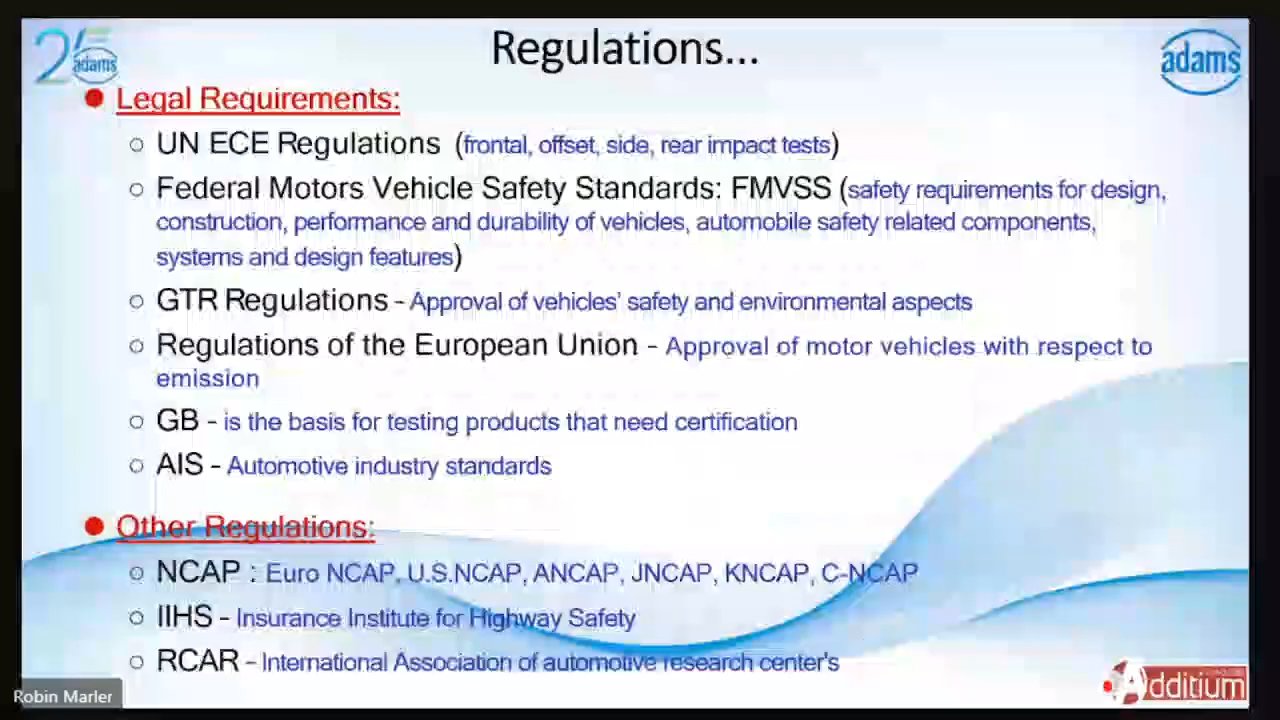 Regulations...
25 adams
adams
Legal Requirements:
UN ECE Regulations (frontal, offset, side, rear impact tests)
Federal Motors Vehicle Safety Standards: FMVSS (safety requirements for design,
construction, performance and durability of vehicles, automobile safety related components,
systems and design features)
GTR Regulations - Approval of vehicles' safety and environmental aspects
Regulations of the European Union - Approval of motor vehicles with respect to
emission
GB - is the basis for testing products that need certification
AIS - Automotive industry standards
Other Regulations:
NCAP : Euro NCAP, U.S.NCAP, ANCAP, JNCAP, KNCAP, C-NCAP
IIHS - Insurance Institute for Highway Safety
RCAR - International Association of automotive research center's
Robin Marler
Additium